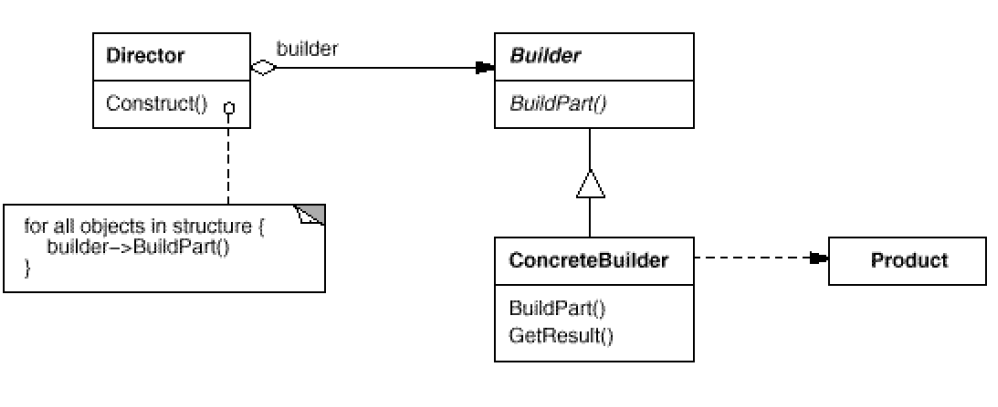 Director
builder
Builder
Construct()
BuildPart()
for all objects in structure {
builder->BuildPart()
}
ConcreteBuilder
Product
BuildPart()
GetResult()